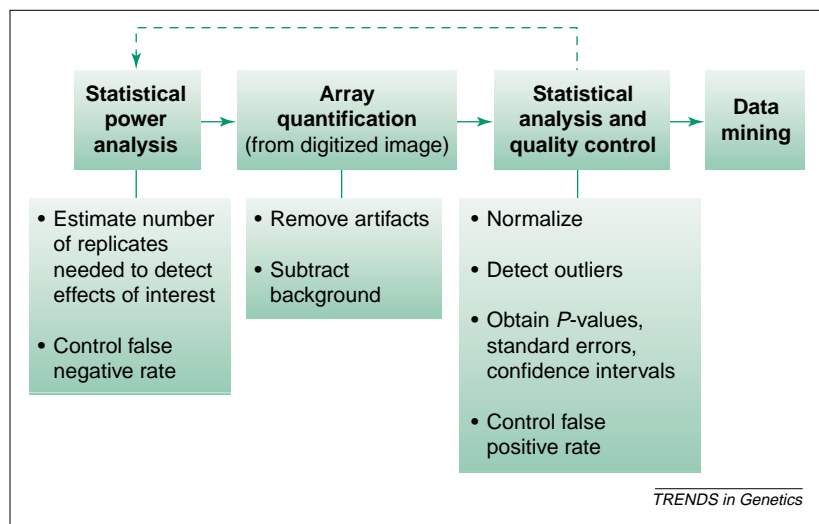 Statistical
power
analysis
Array
quantification
(from digitized image)
Statistical
analysis and
quality control
Data
mining
• Estimate number
of replicates
needed to detect
effects of interest
• Control false
negative rate
• Remove artifacts
• Subtract
background
• Normalize
• Detect outliers
• Obtain P-values,
standard errors,
confidence intervals
• Control false
positive rate
TRENDS in Genetics